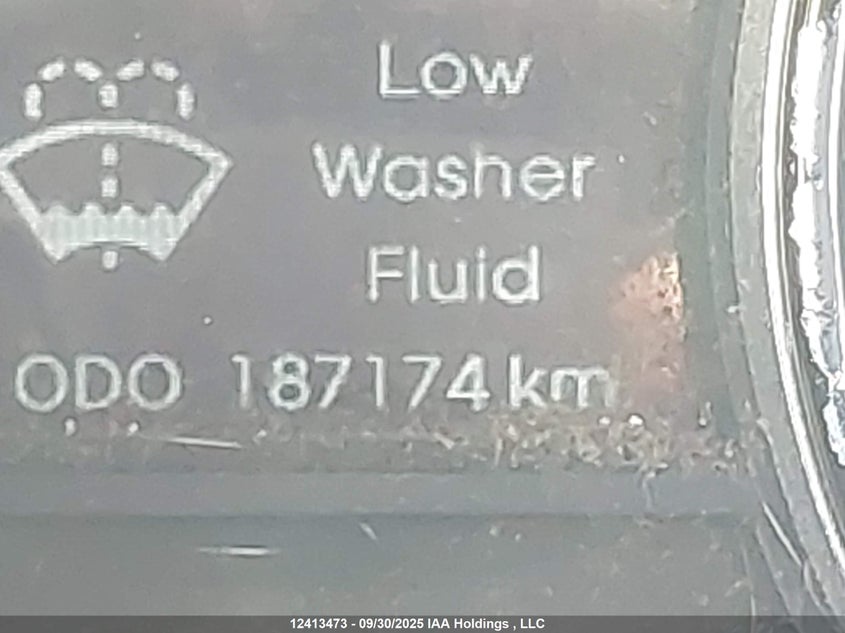 Low
Washer
Fluid
ODO 187174 km
12413473 - 09/30/2025 IAA Holdings , LLC